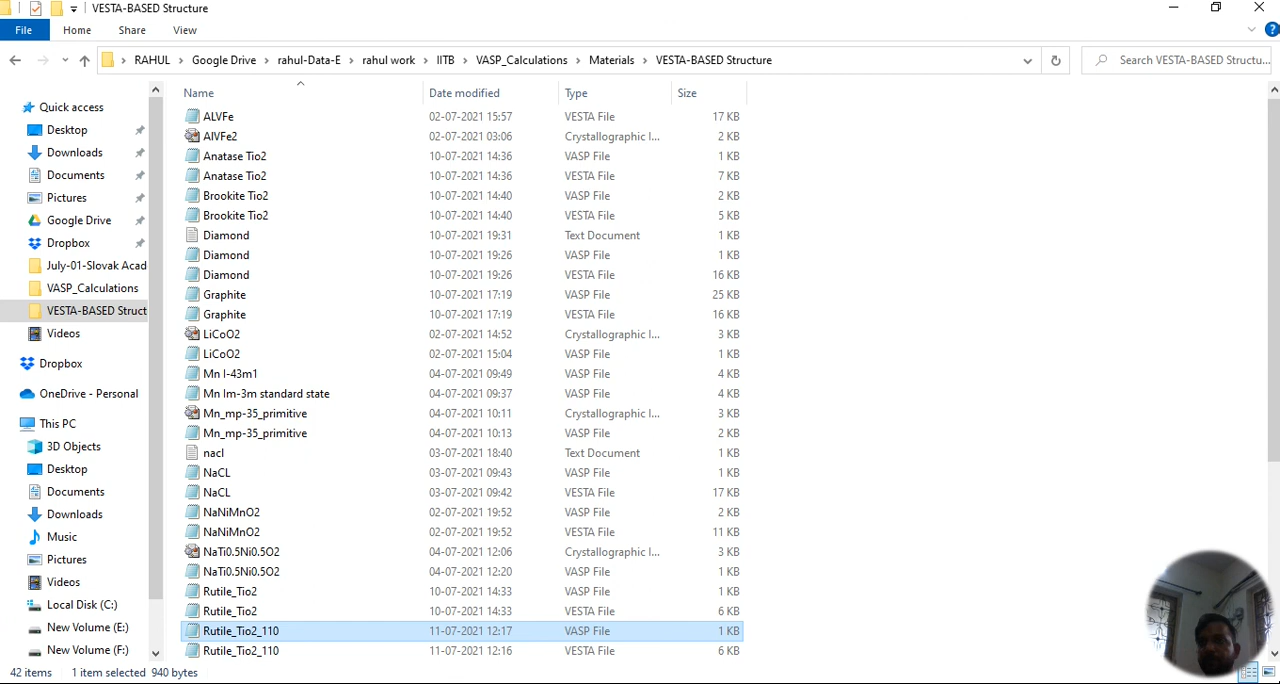 VESTA-BASED Structure
File Home Share View
RAHUL Google Drive rahul-Data-E rahul work IITB VASP_Calculations Materials VESTA-BASED Structure Search VESTA-BASED Structu...
Name Date modified Type Size
Quick access
Desktop
Downloads
Documents
Pictures
Google Drive
Dropbox
July-01-Slovak Acad
VASP_Calculations
VESTA-BASED Struct
Videos
Dropbox
OneDrive - Personal
This PC
3D Objects
Desktop
Documents
Downloads
Music
Pictures
Videos
Local Disk (C:)
New Volume (E:)
New Volume (F:)
ALVFe 02-07-2021 15:57 VESTA File 17 KB
AlVFe2 02-07-2021 03:06 Crystallographic I... 2 KB
Anatase Tio2 10-07-2021 14:36 VASP File 1 KB
Anatase Tio2 10-07-2021 14:36 VESTA File 7 KB
Brookite Tio2 10-07-2021 14:40 VASP File 2 KB
Brookite Tio2 10-07-2021 14:40 VESTA File 5 KB
Diamond 10-07-2021 19:31 Text Document 1 KB
Diamond 10-07-2021 19:26 VASP File 1 KB
Diamond 10-07-2021 19:26 VESTA File 16 KB
Graphite 10-07-2021 17:19 VASP File 25 KB
Graphite 10-07-2021 17:19 VESTA File 16 KB
LiCoO2 02-07-2021 14:52 Crystallographic I... 3 KB
LiCoO2 02-07-2021 15:04 VASP File 1 KB
Mn I-43m1 04-07-2021 09:49 VASP File 4 KB
Mn Im-3m standard state 04-07-2021 09:37 VASP File 4 KB
Mn_mp-35_primitive 04-07-2021 10:11 Crystallographic I... 3 KB
Mn_mp-35_primitive 04-07-2021 10:13 VASP File 2 KB
nacl 03-07-2021 18:40 Text Document 1 KB
NaCL 03-07-2021 09:43 VASP File 1 KB
NaCL 03-07-2021 09:42 VESTA File 17 KB
NaNiMnO2 02-07-2021 19:52 VASP File 2 KB
NaNiMnO2 02-07-2021 19:52 VESTA File 11 KB
NaTi0.5Ni0.5O2 04-07-2021 12:06 Crystallographic I... 3 KB
NaTi0.5Ni0.5O2 04-07-2021 12:20 VASP File 1 KB
Rutile_Tio2 10-07-2021 14:33 VASP File 1 KB
Rutile_Tio2 10-07-2021 14:33 VESTA File 6 KB
Rutile_Tio2_110 11-07-2021 12:17 VASP File 1 KB
Rutile_Tio2_110 11-07-2021 12:16 VESTA File 6 KB
42 items 1 item selected 940 bytes